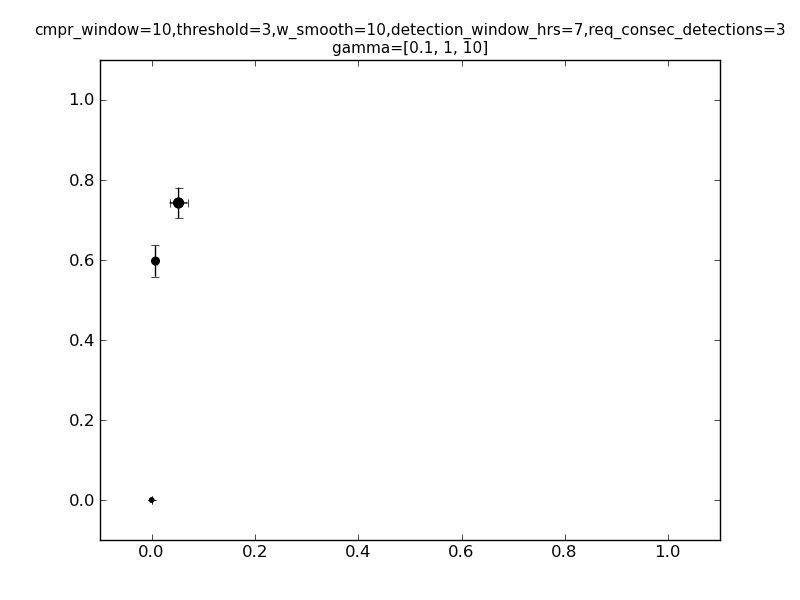 cmpr_window=10,threshold=3,w_smooth=10,detection_window_hrs=7,req_consec_detections=3
gamma=[0.1, 1, 10]
1.0
0.8
0.6
0.4
0.2
0.0
0.0 0.2 0.4 0.6 0.8 1.0